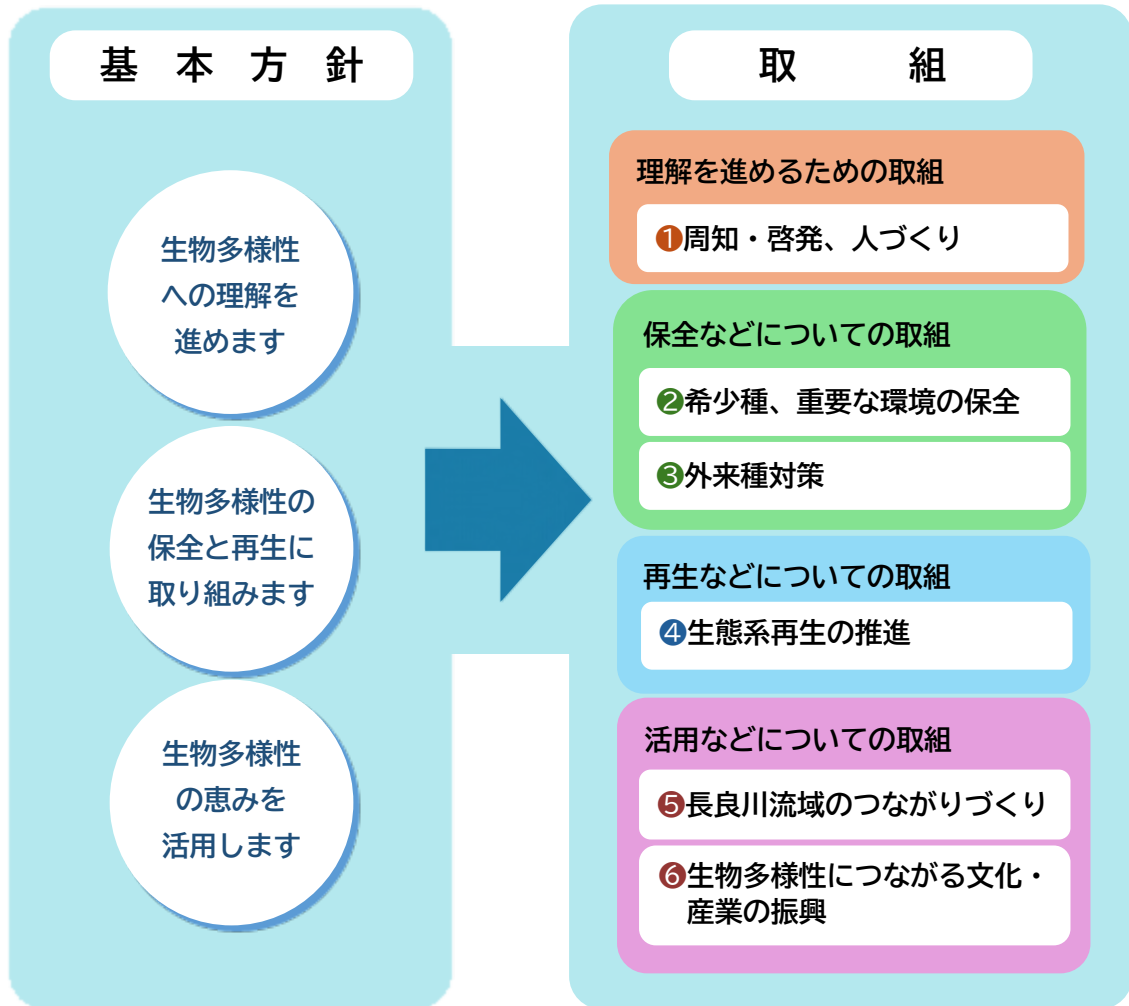 基本方針
生物多様性
への理解を
進めます
生物多様性の
保全と再生に
取り組みます
生物多様性
の恵みを
活用します
取組
理解を進めるための取組
❶周知・啓発、人づくり
保全などについての取組
❷希少種、重要な環境の保全
❸外来種対策
再生などについての取組
❹生態系再生の推進
活用などについての取組
❺長良川流域のつながりづくり
❻生物多様性につながる文化・
産業の振興